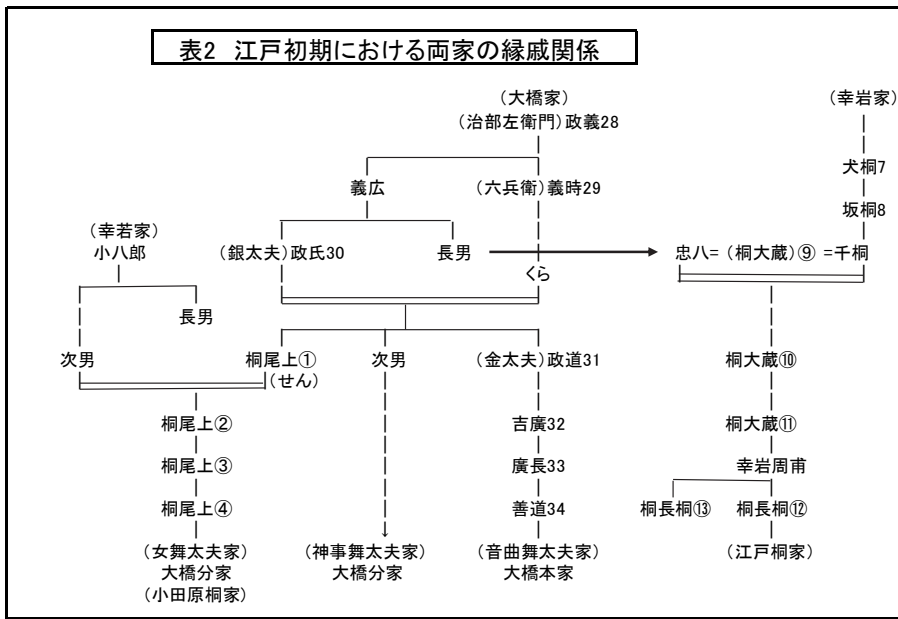 表2 江戸初期における両家の縁戚関係
（大橋家）
（治部左衛門）政義28
（幸岩家）
犬桐7
坂桐8
義広
（六兵衛）義時29
（幸若家）
小八郎
（銀太夫）政氏30
長男
くら
忠八＝（桐大蔵）⑨＝千桐
長男
次男
桐尾上①
（せん）
次男
（金太夫）政道31
桐大蔵⑩
桐尾上②
吉廣32
桐大蔵⑪
桐尾上③
廣長33
幸岩周甫
桐尾上④
善道34
桐長桐⑬
桐長桐⑫
（女舞太夫家）
大橋分家
（小田原桐家）
（神事舞太夫家）
大橋分家
（音曲舞太夫家）
大橋本家
（江戸桐家）